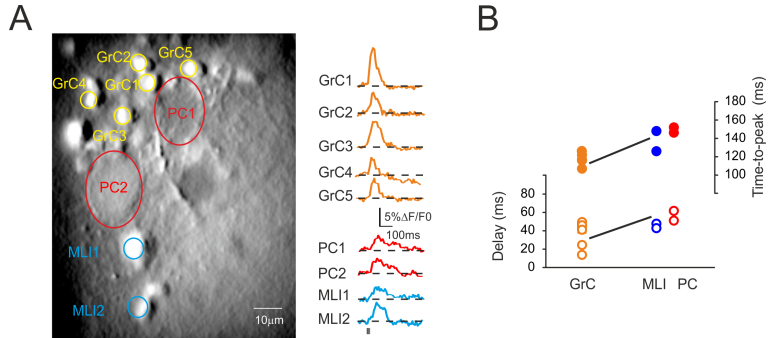 A
GrC2
GrC5
GrC4
GrC1
GrC3
PC1
PC2
MLI1
MLI2
10μm
GrC1
GrC2
GrC3
GrC4
GrC5
5%ΔF/F0
100ms
PC1
PC2
MLI1
MLI2
B
180
160
140
120
100
Time-to-peak (ms)
80
60
40
20
0
Delay (ms)
GrC MLI PC